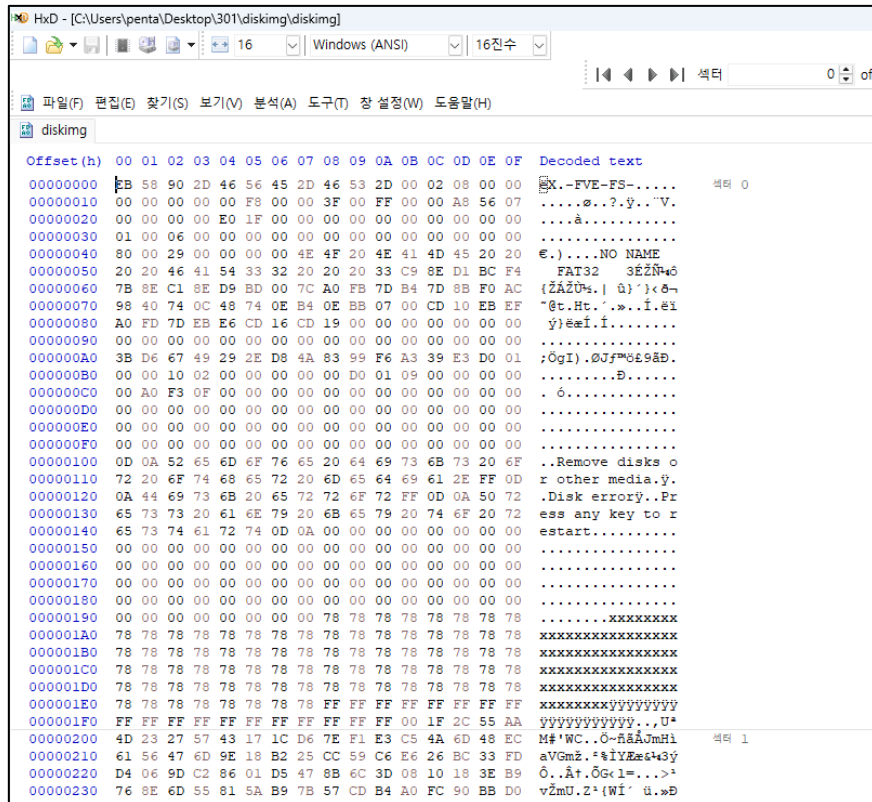 HxD - [C:\Users\penta\Desktop\301\diskimg\diskimg]
16 Windows (ANSI) 16진수
섹터 0 of
파일(F) 편집(E) 찾기(S) 보기(V) 분석(A) 도구(T) 창 설정(W) 도움말(H)
diskimg
Offset(h) 00 01 02 03 04 05 06 07 08 09 0A 0B 0C 0D 0E 0F Decoded text
00000000 EB 58 90 2D 46 56 45 2D 46 53 2D 00 02 08 00 00 ëX.-FVE-FS-..... 섹터 0
00000010 00 00 00 00 00 F8 00 00 3F 00 FF 00 00 A8 56 07 .....ø..?.ÿ..¨V.
00000020 00 00 00 00 E0 1F 00 00 00 00 00 00 00 00 00 00 ....à...........
00000030 01 00 06 00 00 00 00 00 00 00 00 00 00 00 00 00 ................
00000040 80 00 29 00 00 00 00 4E 4F 20 4E 41 4D 45 20 20 €.)....NO NAME
00000050 20 20 46 41 54 33 32 20 20 20 33 C9 8E D1 BC F4 FAT32 3ÉŽÑ¼ô
00000060 7B 8E C1 8E D9 BD 00 7C A0 FB 7D B4 7D 8B F0 AC {ŽÁŽÙ½.| û}´}‹ð¬
00000070 98 40 74 0C 48 74 0E B4 0E BB 07 00 CD 10 EB EF ˜@t.Ht.´.»..Í.ëï
00000080 A0 FD 7D EB E6 CD 16 CD 19 00 00 00 00 00 00 00 ý}ëæÍ.Í........
00000090 00 00 00 00 00 00 00 00 00 00 00 00 00 00 00 00 ................
000000A0 3B D6 67 49 29 2E D8 4A 83 99 F6 A3 39 E3 D0 01 ;ÖgI).ØJƒ™ö£9ãÐ.
000000B0 00 00 10 02 00 00 00 00 00 D0 01 09 00 00 00 00 .........Ð......
000000C0 00 A0 F3 0F 00 00 00 00 00 00 00 00 00 00 00 00 . ó.............
000000D0 00 00 00 00 00 00 00 00 00 00 00 00 00 00 00 00 ................
000000E0 00 00 00 00 00 00 00 00 00 00 00 00 00 00 00 00 ................
000000F0 00 00 00 00 00 00 00 00 00 00 00 00 00 00 00 00 ................
00000100 0D 0A 52 65 6D 6F 76 65 20 64 69 73 6B 73 20 6F ..Remove disks o
00000110 72 20 6F 74 68 65 72 20 6D 65 64 69 61 2E FF 0D r other media.ÿ.
00000120 0A 44 69 73 6B 20 65 72 72 6F 72 FF 0D 0A 50 72 .Disk errorÿ..Pr
00000130 65 73 73 20 61 6E 79 20 6B 65 79 20 74 6F 20 72 ess any key to r
00000140 65 73 74 61 72 74 0D 0A 00 00 00 00 00 00 00 00 estart..........
00000150 00 00 00 00 00 00 00 00 00 00 00 00 00 00 00 00 ................
00000160 00 00 00 00 00 00 00 00 00 00 00 00 00 00 00 00 ................
00000170 00 00 00 00 00 00 00 00 00 00 00 00 00 00 00 00 ................
00000180 00 00 00 00 00 00 00 00 00 00 00 00 00 00 00 00 ................
00000190 00 00 00 00 00 00 00 00 78 78 78 78 78 78 78 78 ........xxxxxxxx
000001A0 78 78 78 78 78 78 78 78 78 78 78 78 78 78 78 78 xxxxxxxxxxxxxxxx
000001B0 78 78 78 78 78 78 78 78 78 78 78 78 78 78 78 78 xxxxxxxxxxxxxxxx
000001C0 78 78 78 78 78 78 78 78 78 78 78 78 78 78 78 78 xxxxxxxxxxxxxxxx
000001D0 78 78 78 78 78 78 78 78 78 78 78 78 78 78 78 78 xxxxxxxxxxxxxxxx
000001E0 78 78 78 78 78 78 78 78 FF FF FF FF FF FF FF FF xxxxxxxxÿÿÿÿÿÿÿÿ
000001F0 FF FF FF FF FF FF FF FF FF FF FF 00 1F 2C 55 AA ÿÿÿÿÿÿÿÿÿÿÿ..,Uª
00000200 4D 23 27 57 43 17 1C D6 7E F1 E3 C5 4A 6D 48 EC M#'WC..Ö~ñãÅJmHì 섹터 1
00000210 61 56 47 6D 9E 18 B2 25 CC 59 C6 E6 26 BC 33 FD aVGmž.²%ÌYÆæ&¼3ý
00000220 D4 06 9D C2 86 01 D5 47 8B 6C 3D 08 10 18 3E B9 Ô..Â†.ÕG‹l=...>¹
00000230 76 8E 6D 55 81 5A B9 7B 57 CD B4 A0 FC 90 BB D0 vŽmU.Z¹{WÍ´ ü.»Ð